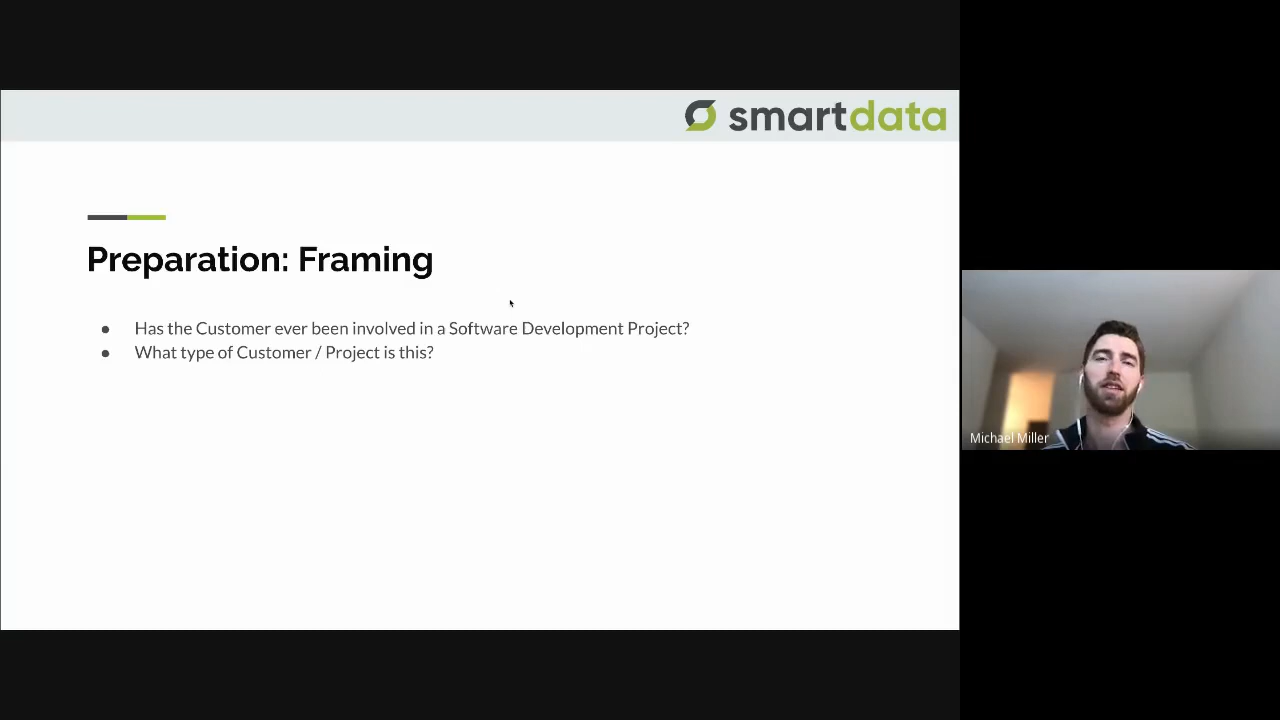 smartdata
Preparation: Framing
● Has the Customer ever been involved in a Software Development Project?
● What type of Customer / Project is this?
Michael Miller